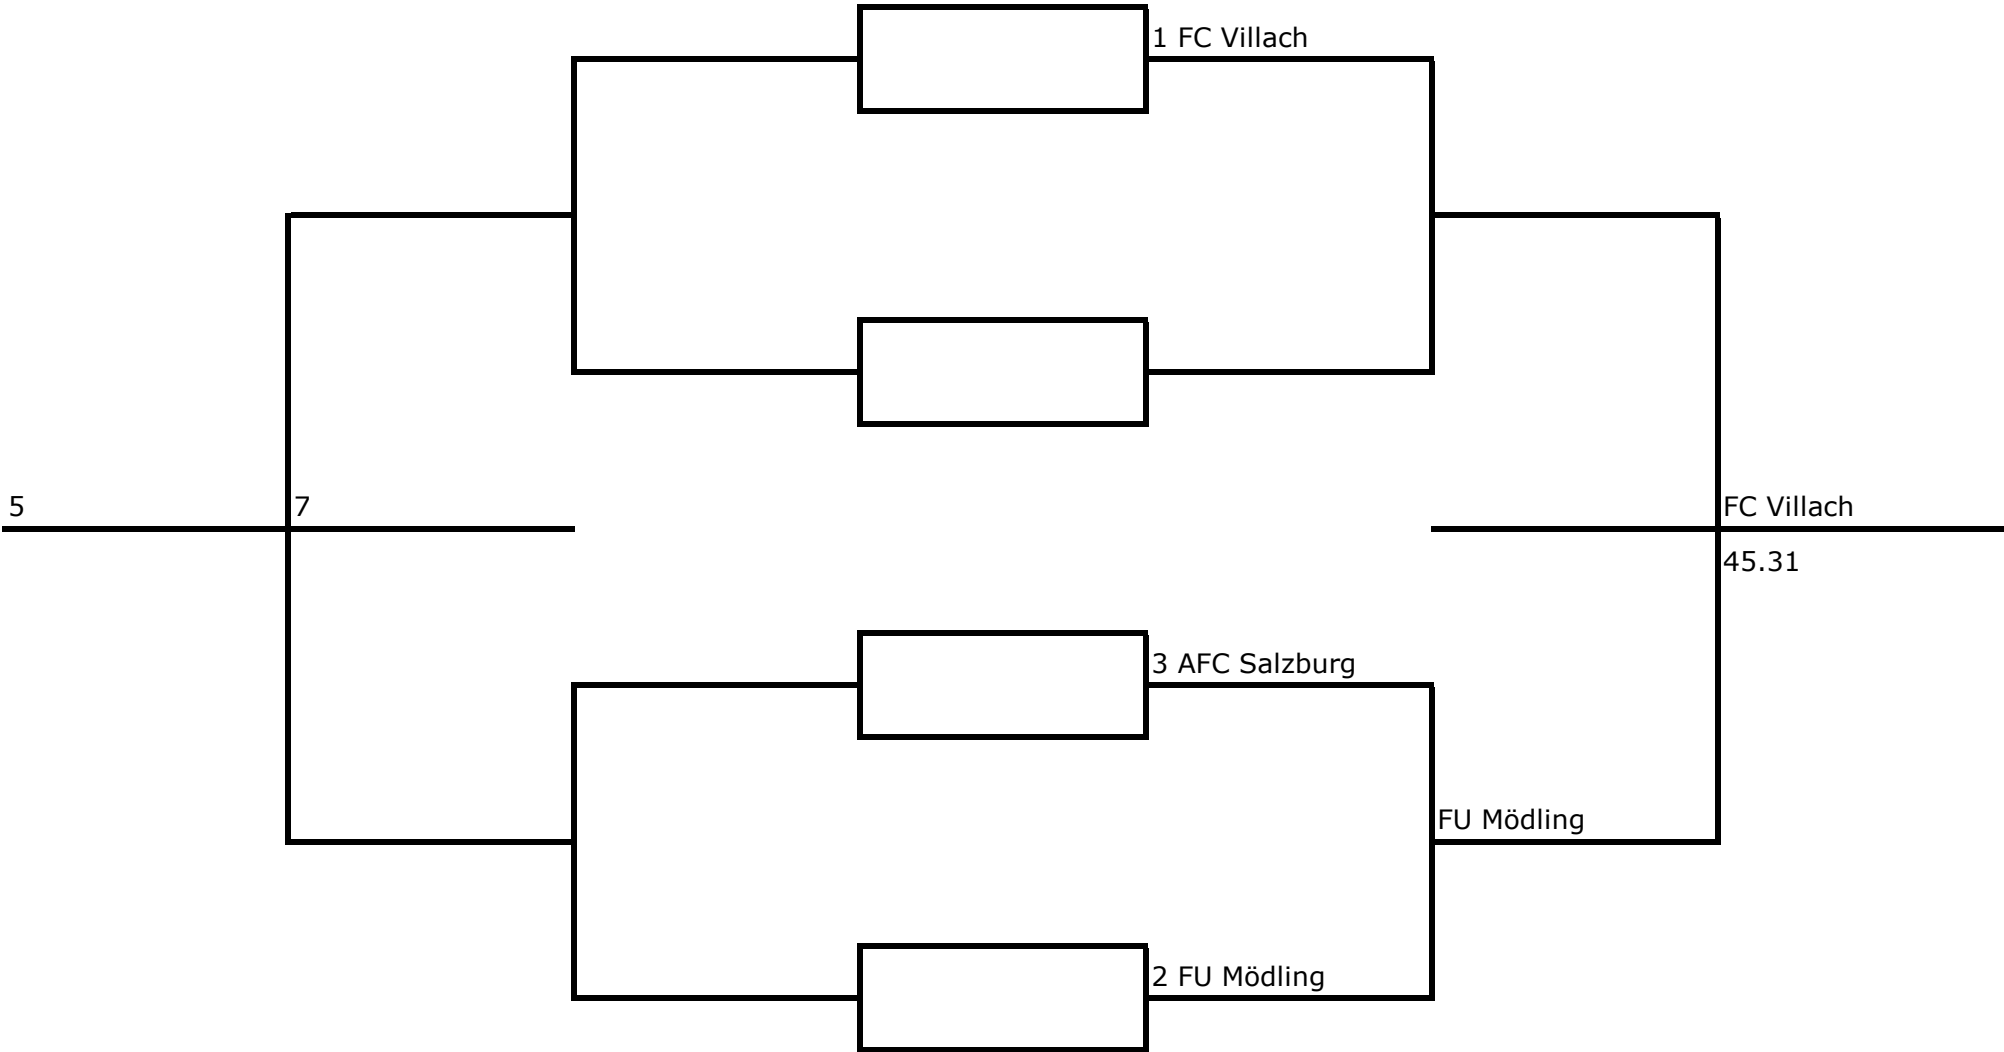 1 FC Villach
5
7
FC Villach
45.31
3 AFC Salzburg
FU Mödling
2 FU Mödling